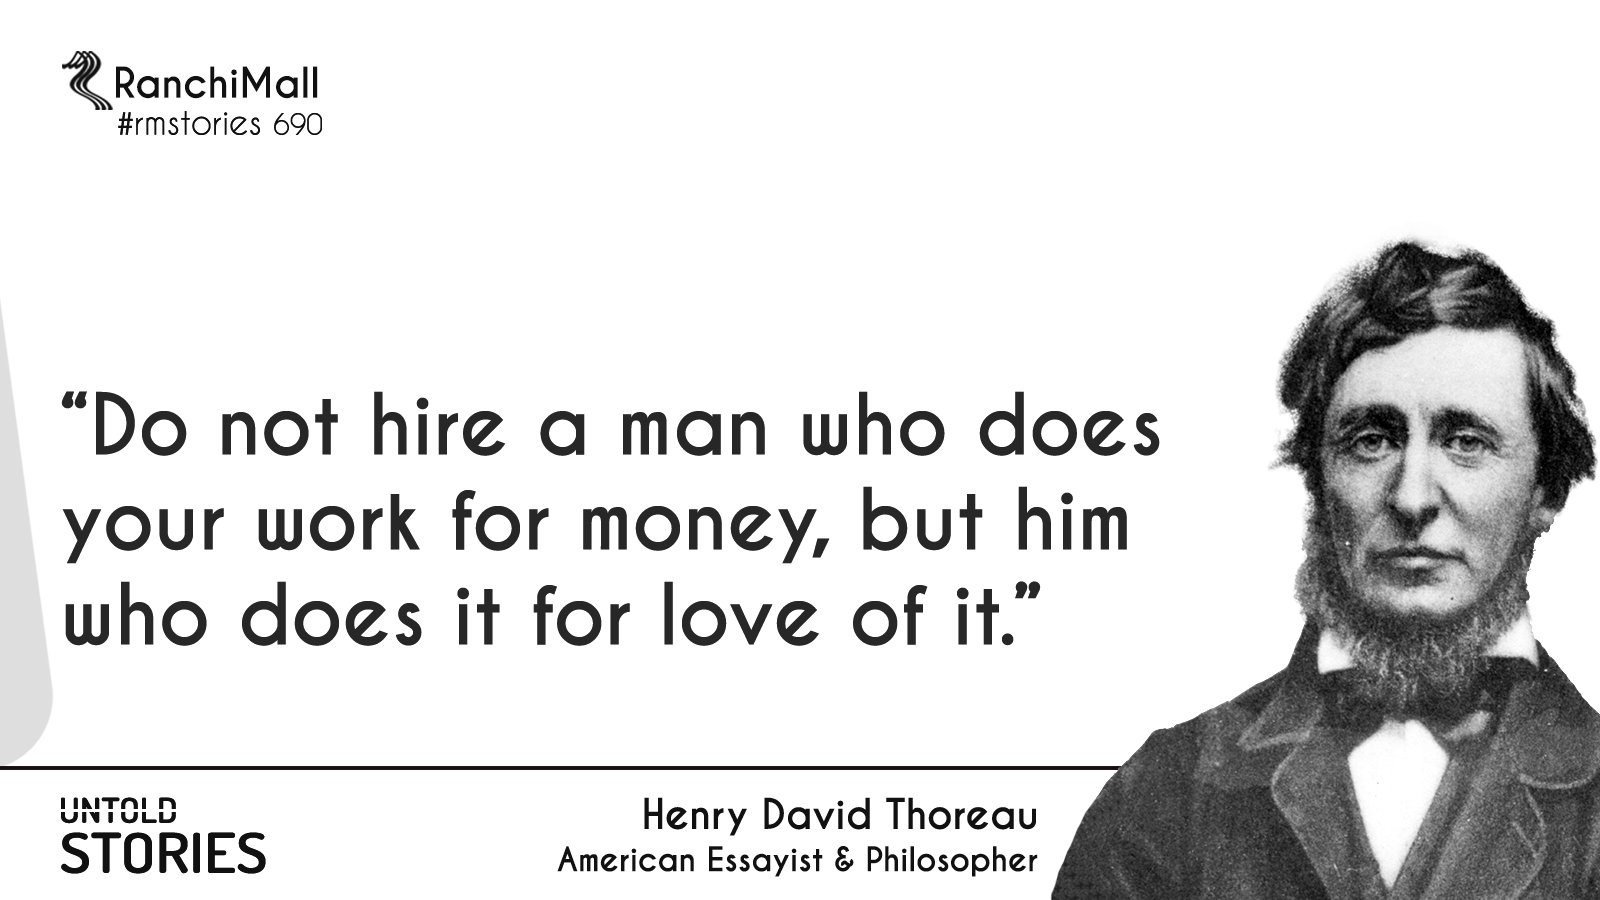 RanchiMall
#rmstories 690
“Do not hire a man who does
your work for money, but him
who does it for love of it.”
UNTOLD
STORIES
Henry David Thoreau
American Essayist & Philosopher